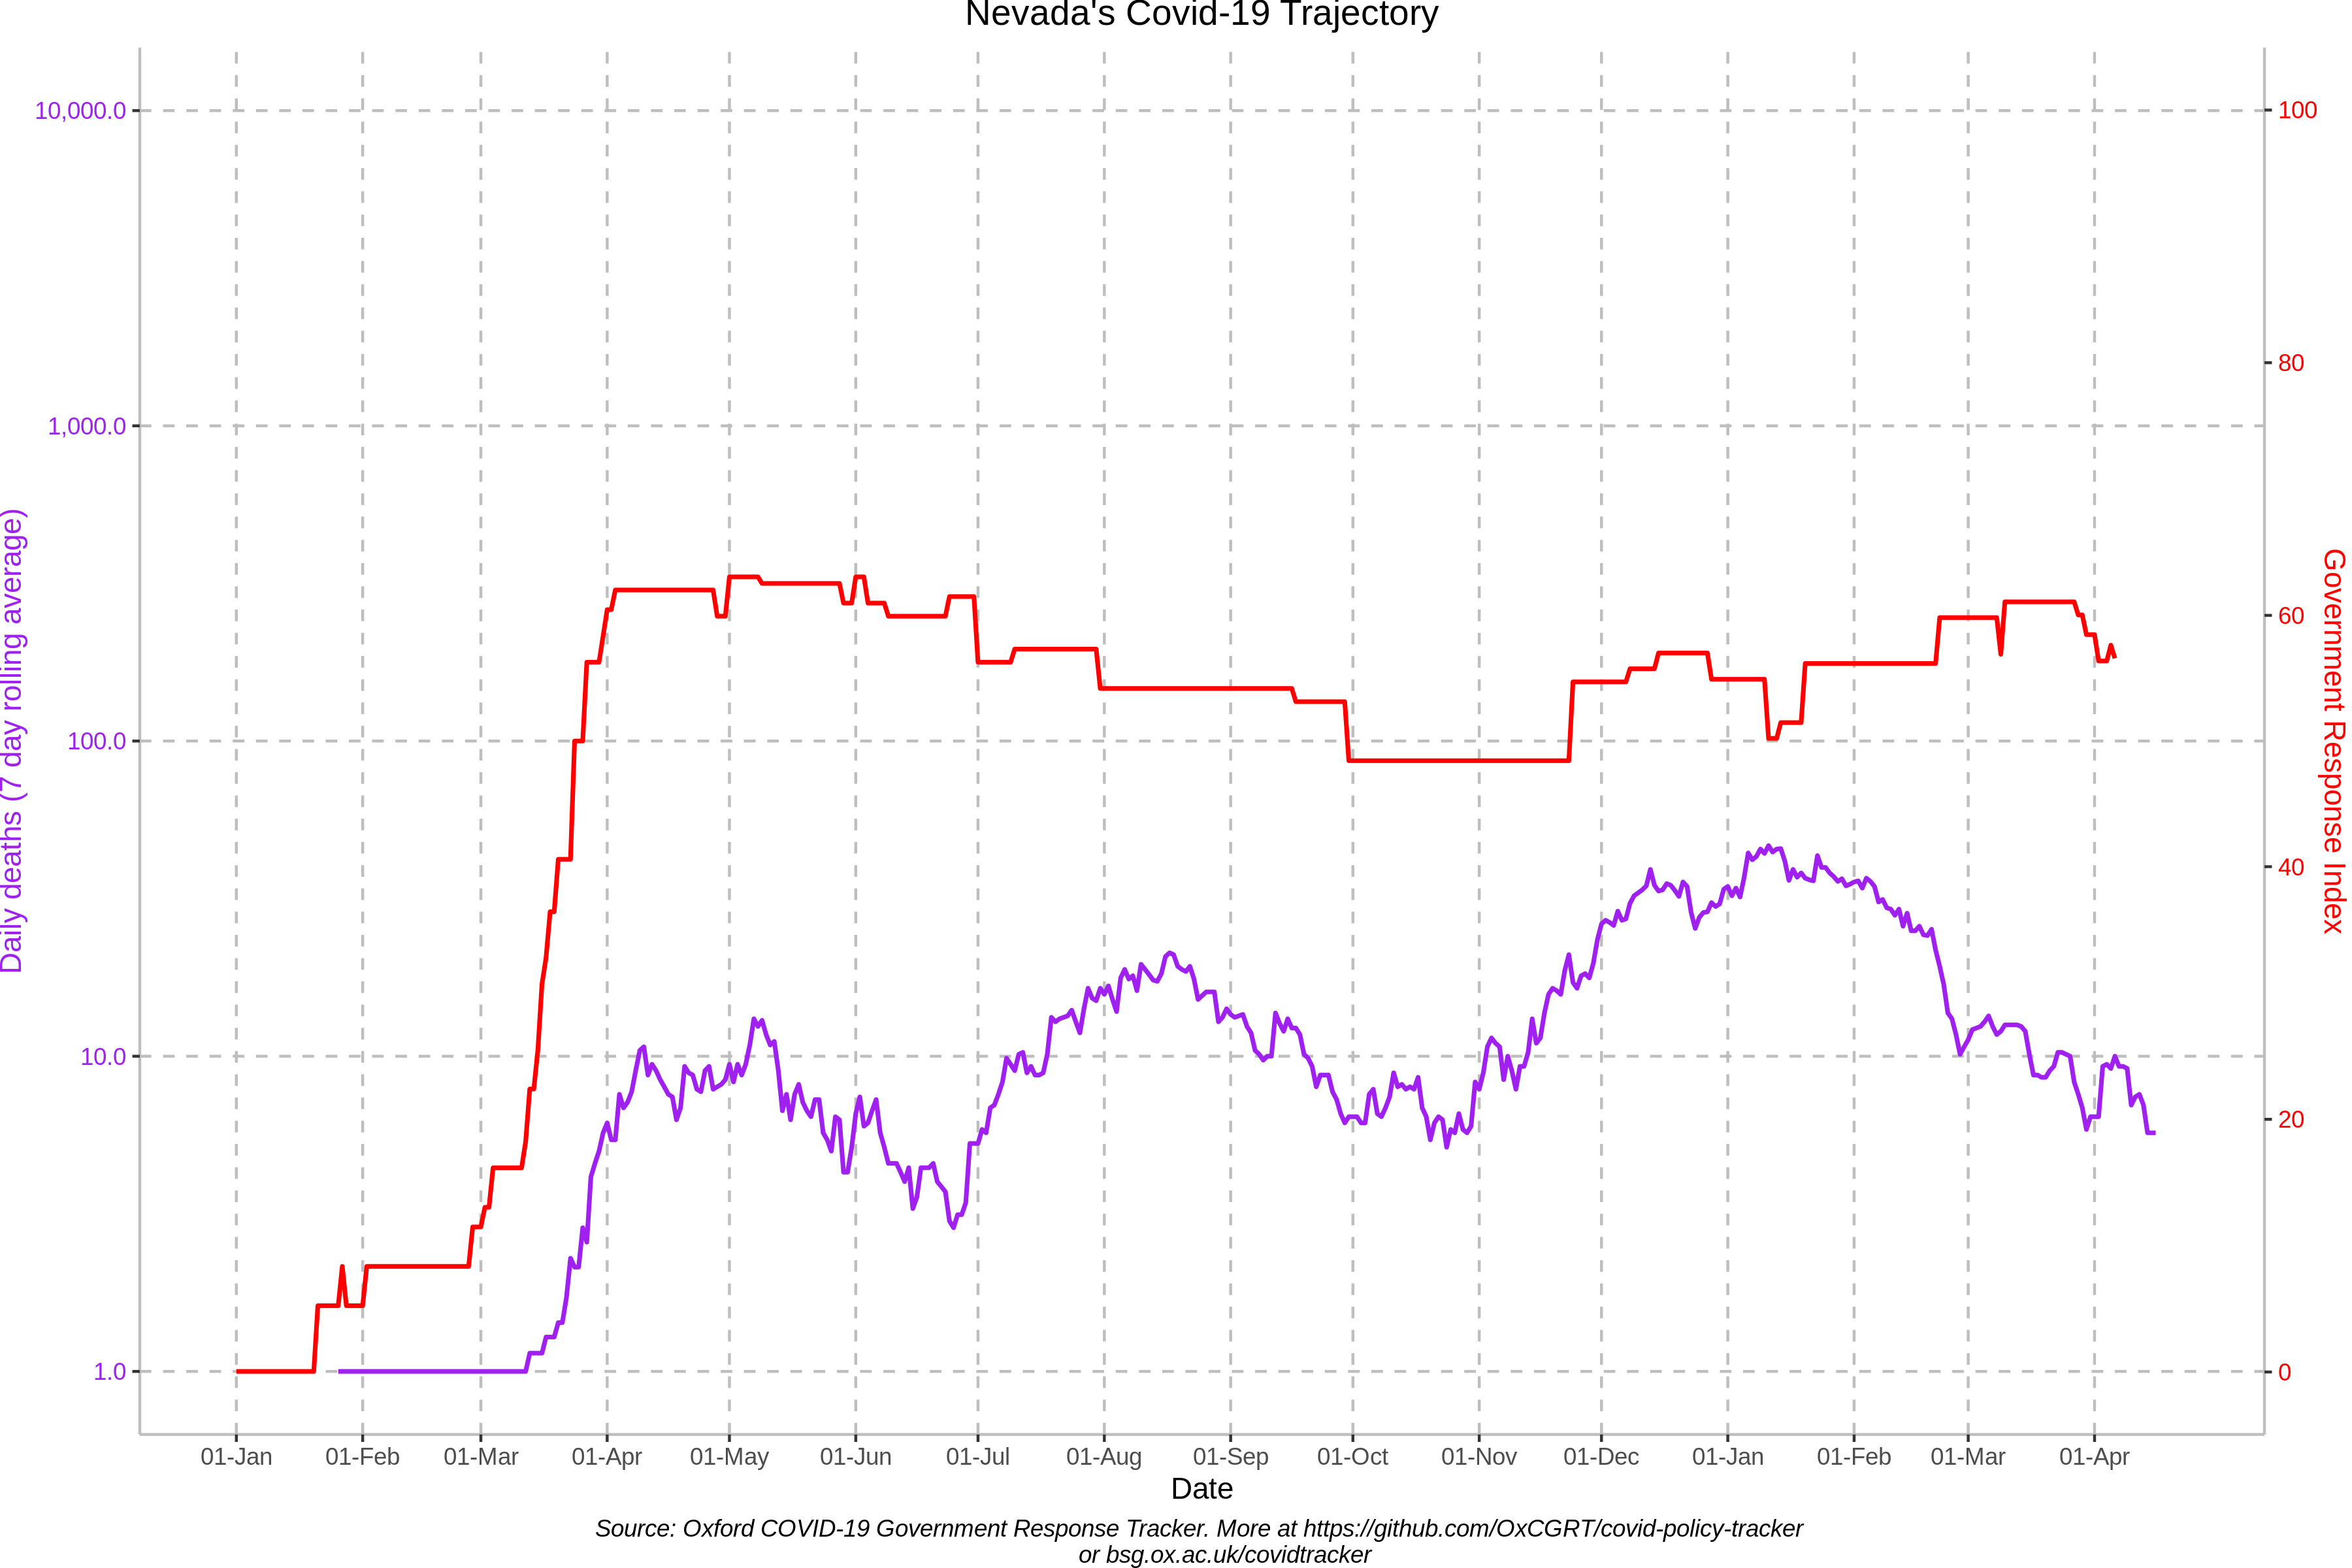 Nevada's Covid-19 Trajectory
10,000.0
1,000.0
100.0
10.0
1.0
Daily deaths (7 day rolling average)
100
80
60
40
20
0
Government Response Index
01-Jan 01-Feb 01-Mar 01-Apr 01-May 01-Jun 01-Jul 01-Aug 01-Sep 01-Oct 01-Nov 01-Dec 01-Jan 01-Feb 01-Mar 01-Apr
Date
Source: Oxford COVID-19 Government Response Tracker. More at https://github.com/OxCGRT/covid-policy-tracker
or bsg.ox.ac.uk/covidtracker